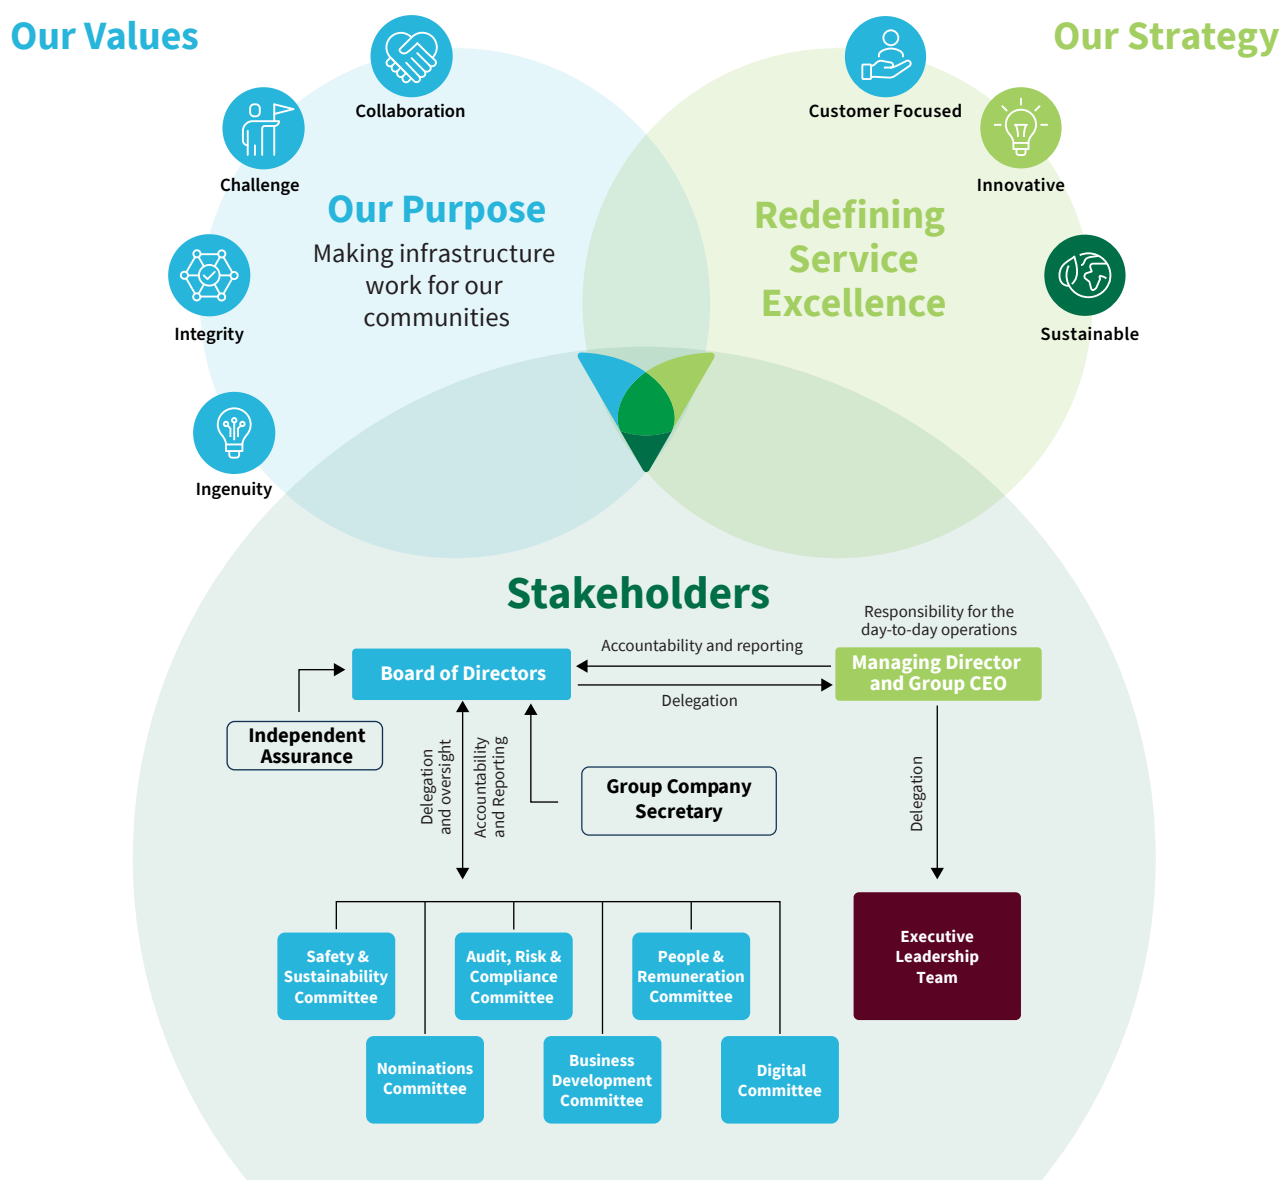 Our Values
Our Strategy
Collaboration
Challenge
Integrity
Ingenuity
Our Purpose
Making infrastructure
work for our
communities
Customer Focused
Innovative
Sustainable
Redefining
Service
Excellence
Stakeholders
Responsibility for the
day-to-day operations
Board of Directors
Accountability and reporting
Delegation
Managing Director
and Group CEO
Independent
Assurance
Delegation
and oversight
Accountability
and Reporting
Group Company
Secretary
Delegation
Safety &
Sustainability
Committee
Audit, Risk &
Compliance
Committee
People &
Remuneration
Committee
Executive
Leadership
Team
Nominations
Committee
Business
Development
Committee
Digital
Committee